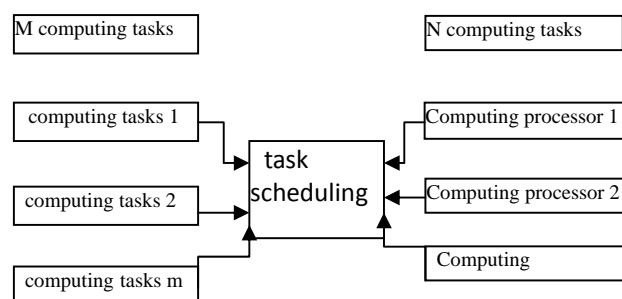 M computing tasks
N computing tasks
computing tasks 1
Computing processor 1
task
scheduling
computing tasks 2
Computing processor 2
computing tasks m
Computing